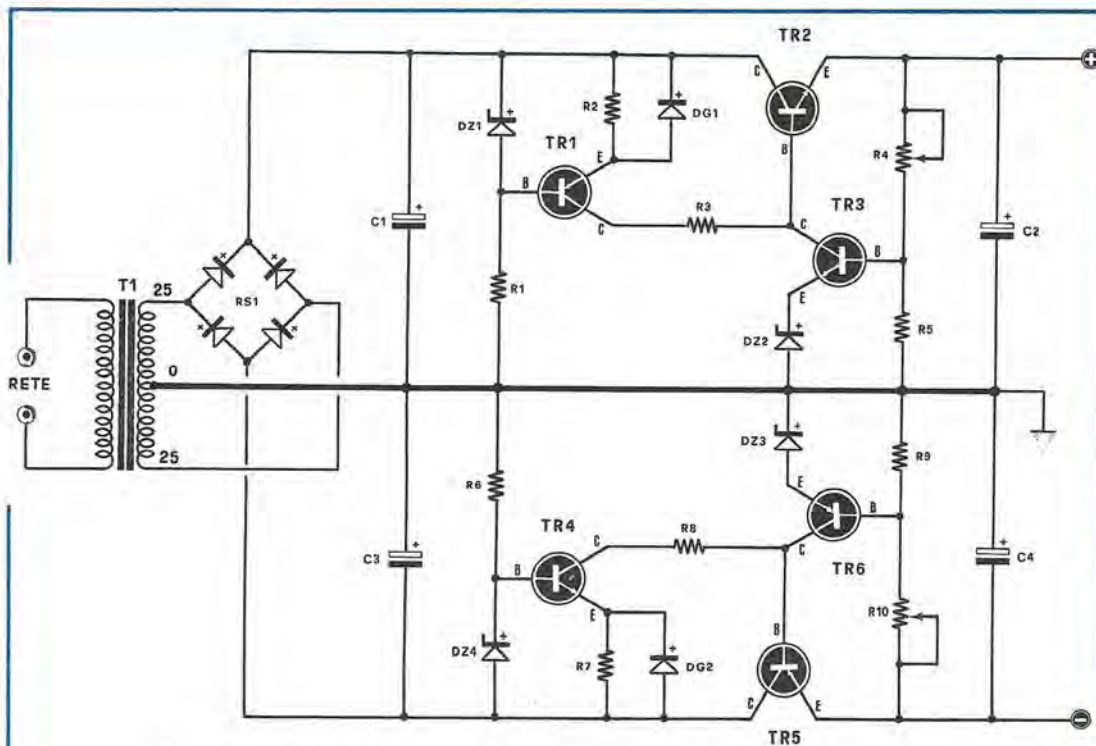 TR2
C E
B
DZ1 +
R2
DG1 +
TR1
B
E
C
R3
TR3
C
B
E
R4
C1 +
C2 +
R1
DZ2 +
R5
T1
25
0
25
RETE
RS1
+
-
R6
DZ3 +
R9
TR4
B
C
E
R8
E
C
B
TR6
C3 +
C4 +
DZ4 +
R7
DG2 +
R10
B
C E
TR5